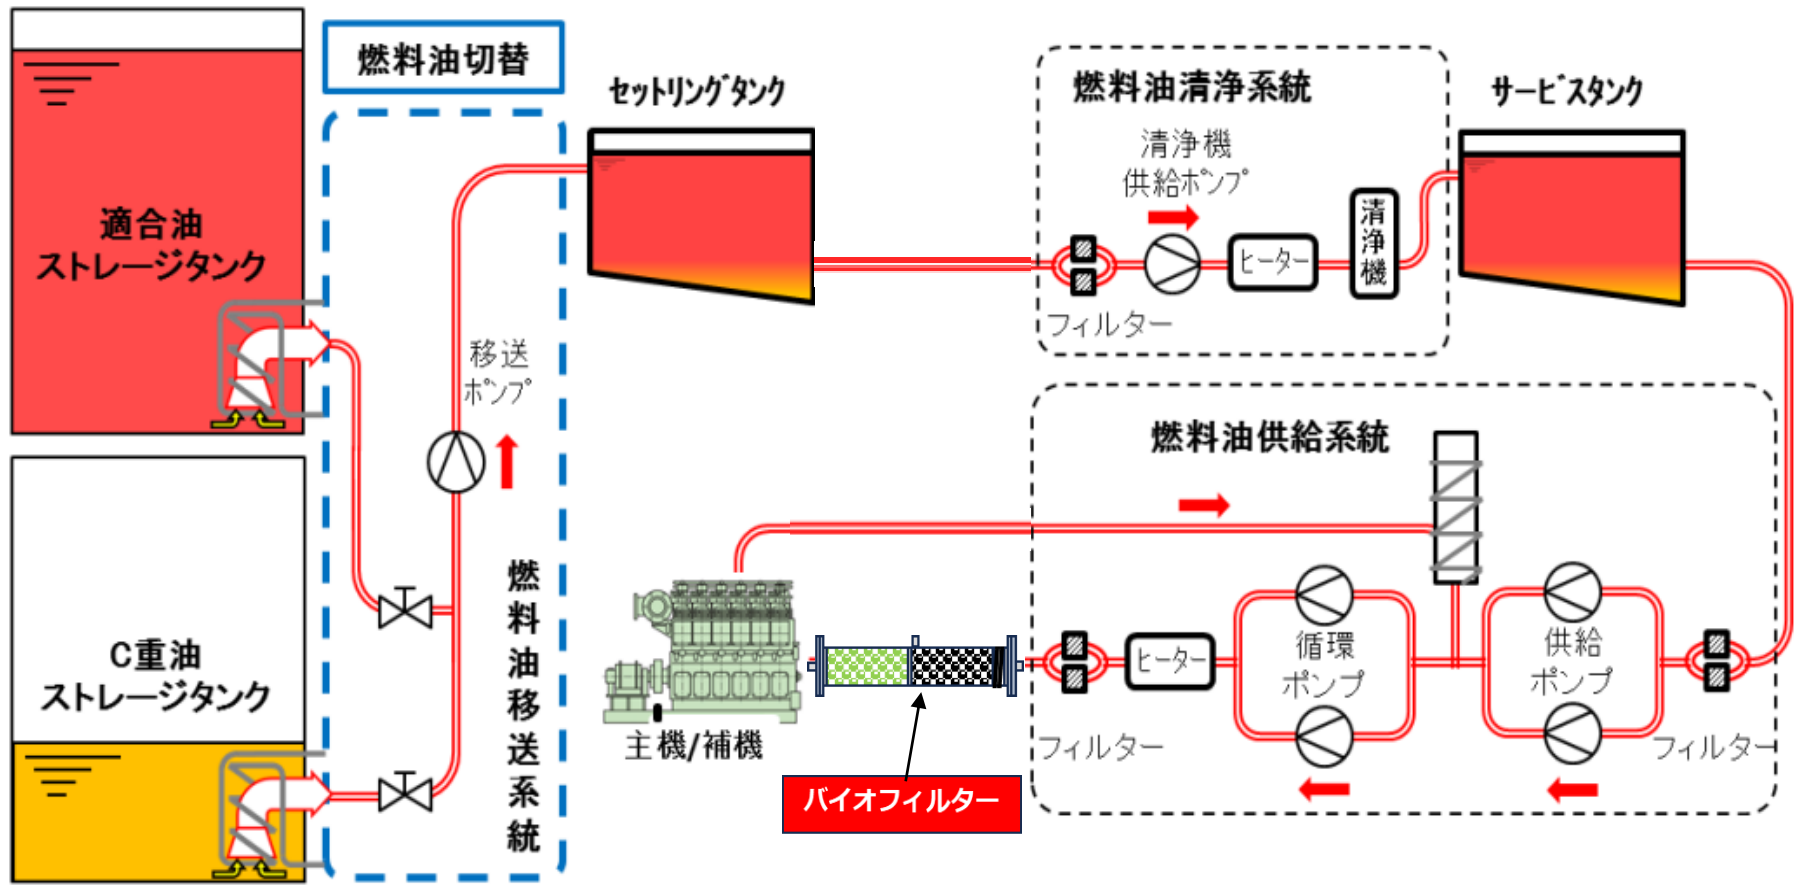 燃料油切替
適合油
ストレージタンク
C重油
ストレージタンク
移送
ポンプ
燃料油移送系統
セットリングタンク
燃料油清浄系統
清浄機
供給ポンプ
フィルター
ヒーター
清浄機
サービスタンク
燃料油供給系統
主機/補機
バイオフィルター
フィルター
ヒーター
循環
ポンプ
供給
ポンプ
フィルター